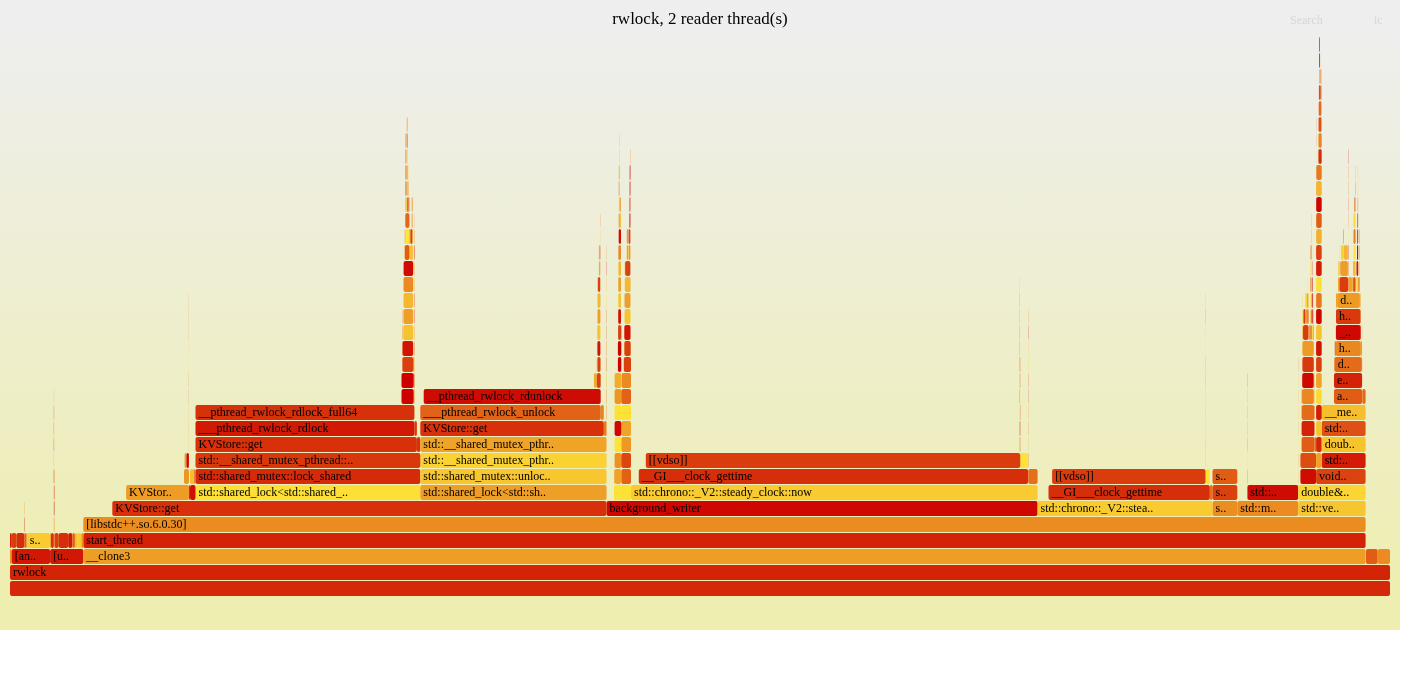 rwlock, 2 reader thread(s)
Search
ic
d..
h..
_..
h..
d..
__pthread_rwlock_rdunlock
e..
a..
__pthread_rwlock_rdlock_full64
__pthread_rwlock_unlock
__me..
___pthread_rwlock_rdlock
KVStore::get
std::..
KVStore::get
std::__shared_mutex_pthr..
doub..
std::__shared_mutex_pthread::..
std::__shared_mutex_pthr..
[[vdso]]
std::..
std::shared_mutex::lock_shared
std::shared_mutex::unloc..
__GI___clock_gettime
[[vdso]]
s..
void..
KVStor..
std::shared_lock<std::shared_..
std::shared_lock<std::sh..
std::chrono::_V2::steady_clock::now
__GI___clock_gettime
s..
std::..
double&..
KVStore::get
background_writer
std::chrono::_V2::stea..
s..
std::m..
std::ve..
[libstdc++.so.6.0.30]
s..
start_thread
[an..
[u..
__clone3
rwlock